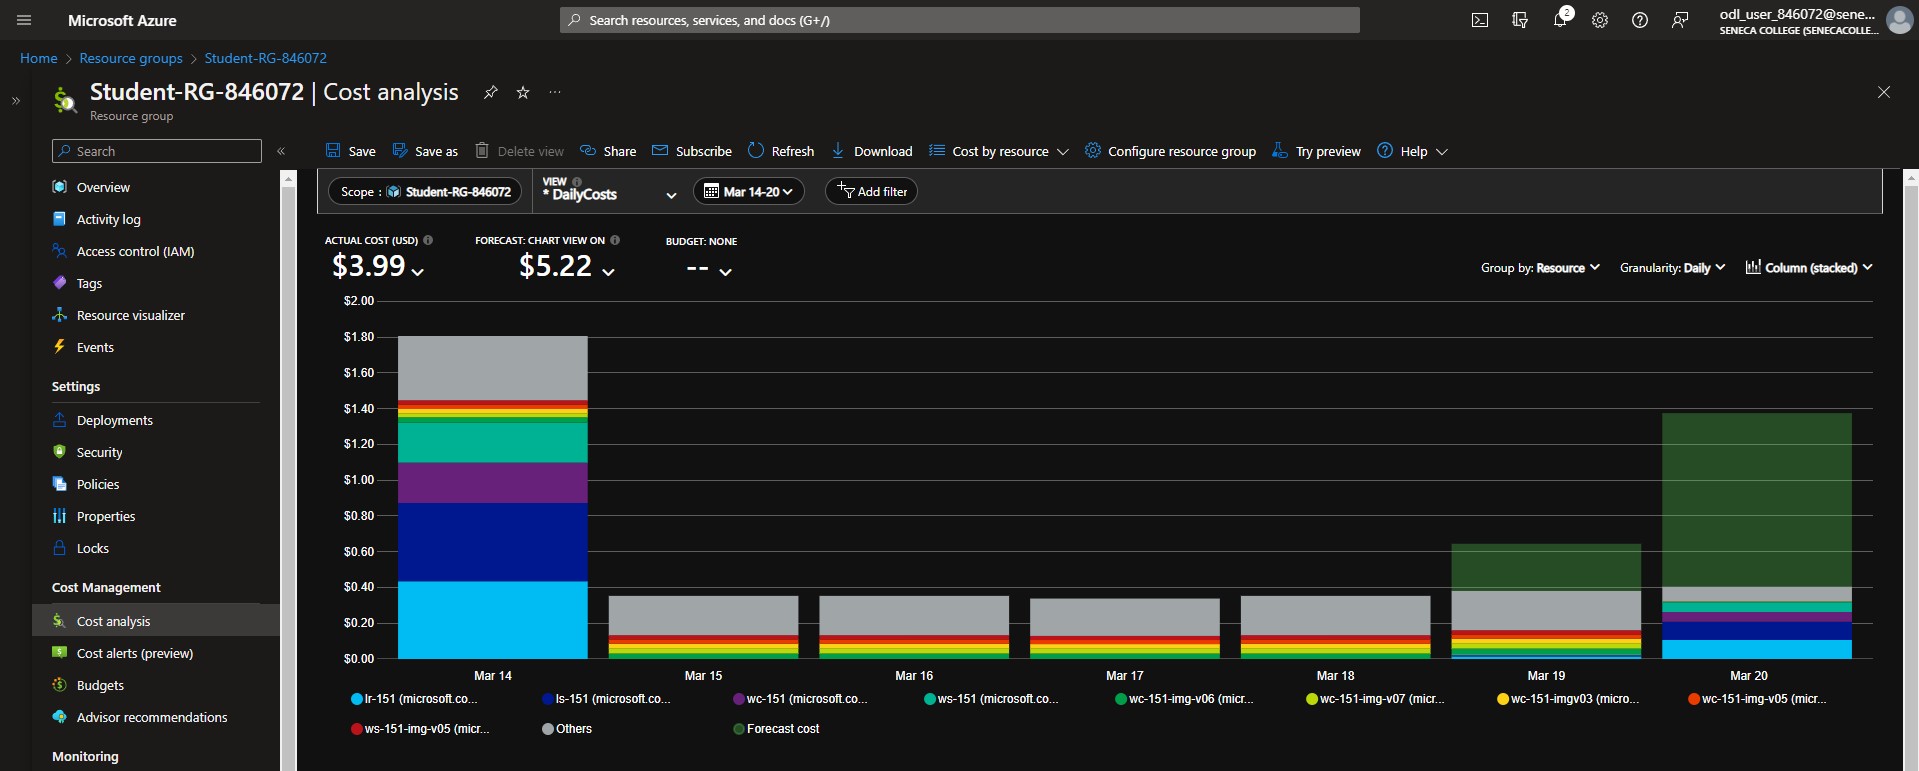 Microsoft Azure
Search resources, services, and docs (G+/)
2
odl_user_846072@sene...
SENECA COLLEGE (SENECACOLLE...
Home > Resource groups > Student-RG-846072
Student-RG-846072 | Cost analysis
Resource group
Search
Save
Save as
Delete view
Share
Subscribe
Refresh
Download
Cost by resource
Configure resource group
Try preview
Help
Overview
Activity log
Access control (IAM)
Tags
Resource visualizer
Events
Settings
Deployments
Security
Policies
Properties
Locks
Cost Management
Cost analysis
Cost alerts (preview)
Budgets
Advisor recommendations
Monitoring
Scope : Student-RG-846072
VIEW
* DailyCosts
Mar 14-20
Add filter
ACTUAL COST (USD)
$3.99
FORECAST: CHART VIEW ON
$5.22
BUDGET: NONE
--
Group by: Resource
Granularity: Daily
Column (stacked)
$2.00
$1.80
$1.60
$1.40
$1.20
$1.00
$0.80
$0.60
$0.40
$0.20
$0.00
Mar 14 Mar 15 Mar 16 Mar 17 Mar 18 Mar 19 Mar 20
lr-151 (microsoft.co... ls-151 (microsoft.co... wc-151 (microsoft.co... ws-151 (microsoft.co... wc-151-img-v06 (micr... wc-151-img-v07 (micr... wc-151-imgv03 (micro... wc-151-img-v05 (micr...
ws-151-img-v05 (micr... Others Forecast cost